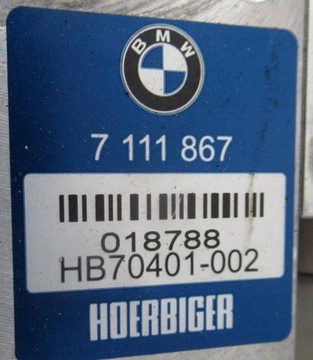 BMW
7 111 867
018788
HB70401-002
HOERBIGER